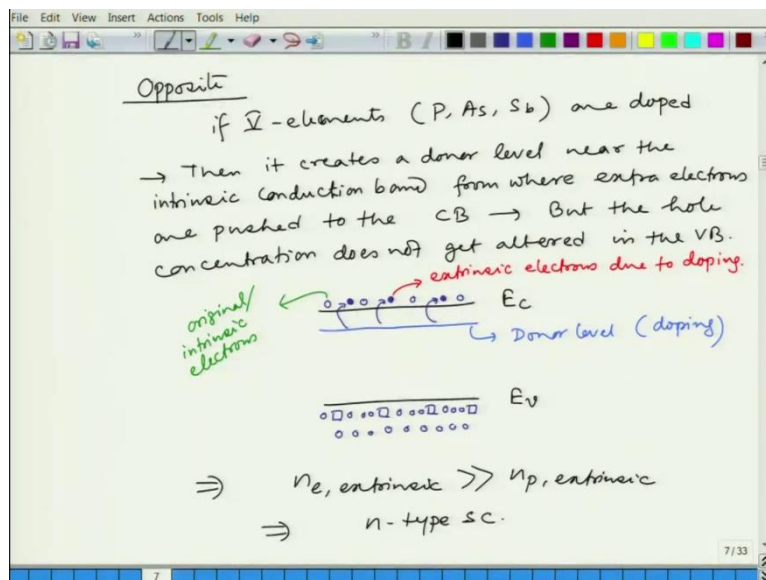 File Edit View Insert Actions Tools Help
Opposite
if V-elements (P, As, Sb) are doped
→ Then it creates a donor level near the
intrinsic conduction band from where extra electrons
are pushed to the CB → But the hole
concentration does not get altered in the VB.
extrinsic electrons due to doping.
original/
intrinsic
electrons
Ec
Donor level (doping)
Ev
⇒ ne, extrinsic >> np, extrinsic
⇒ n-type sc.
7/33
7